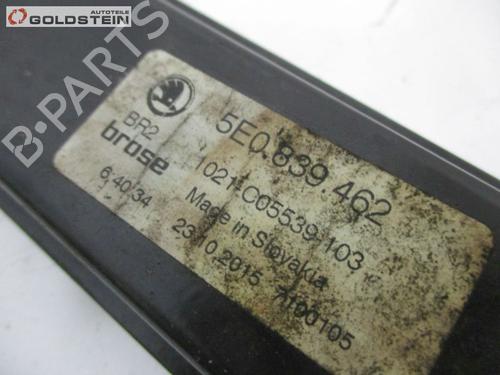 AUTOTEILE
GOLDSTEIN
B-PARTS
BR2
brose
5E0.839.462
1021-C05539-103
6:40:34
Made in Slovakia
23.10.2015 7100105